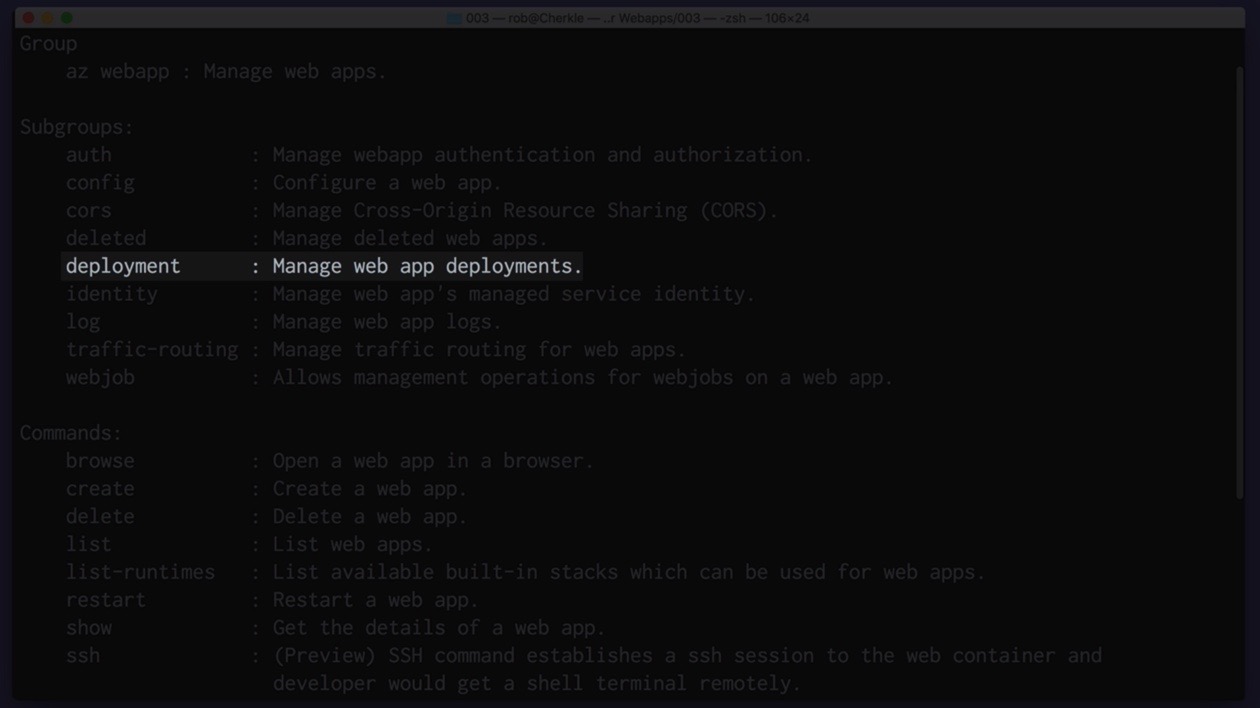 003 — rob@Cherkle — ..r Webapps/003 — -zsh — 106×24
Group
az webapp : Manage web apps.
Subgroups:
auth : Manage webapp authentication and authorization.
config : Configure a web app.
cors : Manage Cross-Origin Resource Sharing (CORS).
deleted : Manage deleted web apps.
deployment : Manage web app deployments.
identity : Manage web app's managed service identity.
log : Manage web app logs.
traffic-routing : Manage traffic routing for web apps.
webjob : Allows management operations for webjobs on a web app.
Commands:
browse : Open a web app in a browser.
create : Create a web app.
delete : Delete a web app.
list : List web apps.
list-runtimes : List available built-in stacks which can be used for web apps.
restart : Restart a web app.
show : Get the details of a web app.
ssh : (Preview) SSH command establishes a ssh session to the web container and
developer would get a shell terminal remotely.